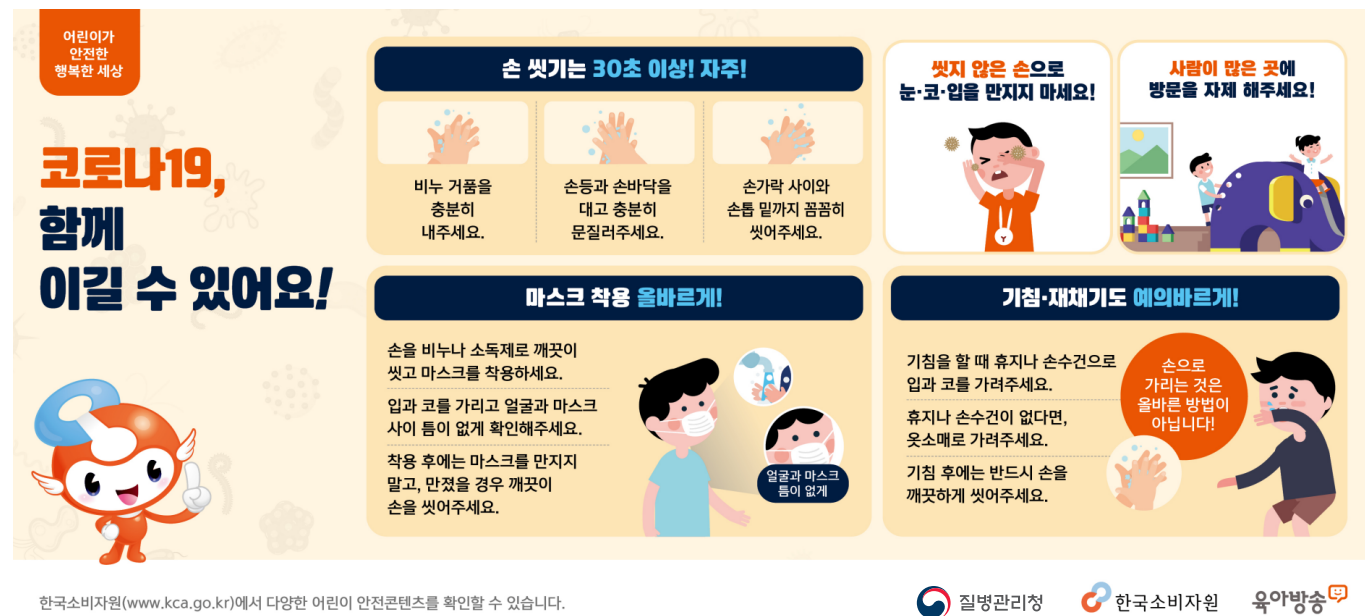 어린이가
안전한
행복한 세상
코로나19,
함께
이길 수 있어요!
손 씻기는 30초 이상! 자주!
비누 거품을
충분히
내주세요.
손등과 손바닥을
대고 충분히
문질러주세요.
손가락 사이와
손톱 밑까지 꼼꼼히
씻어주세요.
씻지 않은 손으로
눈·코·입을 만지지 마세요!
사람이 많은 곳에
방문을 자제 해주세요!
마스크 착용 올바르게!
손을 비누나 소독제로 깨끗이
씻고 마스크를 착용하세요.
입과 코를 가리고 얼굴과 마스크
사이 틈이 없게 확인해주세요.
착용 후에는 마스크를 만지지
말고, 만졌을 경우 깨끗이
손을 씻어주세요.
얼굴과 마스크
틈이 없게
기침·재채기도 예의바르게!
기침을 할 때 휴지나 손수건으로
입과 코를 가려주세요.
휴지나 손수건이 없다면,
옷소매로 가려주세요.
기침 후에는 반드시 손을
깨끗하게 씻어주세요.
손으로
가리는 것은
올바른 방법이
아닙니다!
한국소비자원(www.kca.go.kr)에서 다양한 어린이 안전콘텐츠를 확인할 수 있습니다.
질병관리청
한국소비자원
육아방송